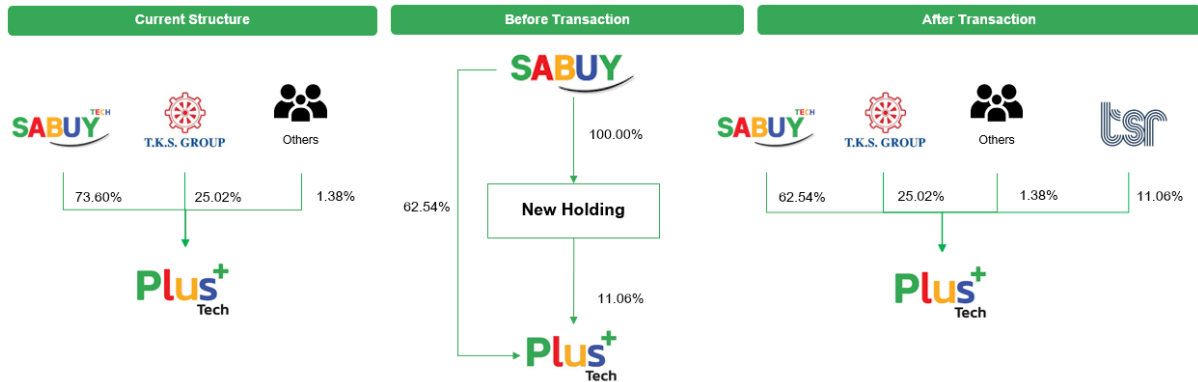 Current Structure
TECH
SABUY
T.K.S. GROUP
Others
73.60%
25.02%
1.38%
Plus+
Tech
Before Transaction
SABUY
100.00%
62.54%
New Holding
11.06%
Plus+
Tech
After Transaction
TECH
SABUY
T.K.S. GROUP
Others
tsr
62.54%
25.02%
1.38%
11.06%
Plus+
Tech